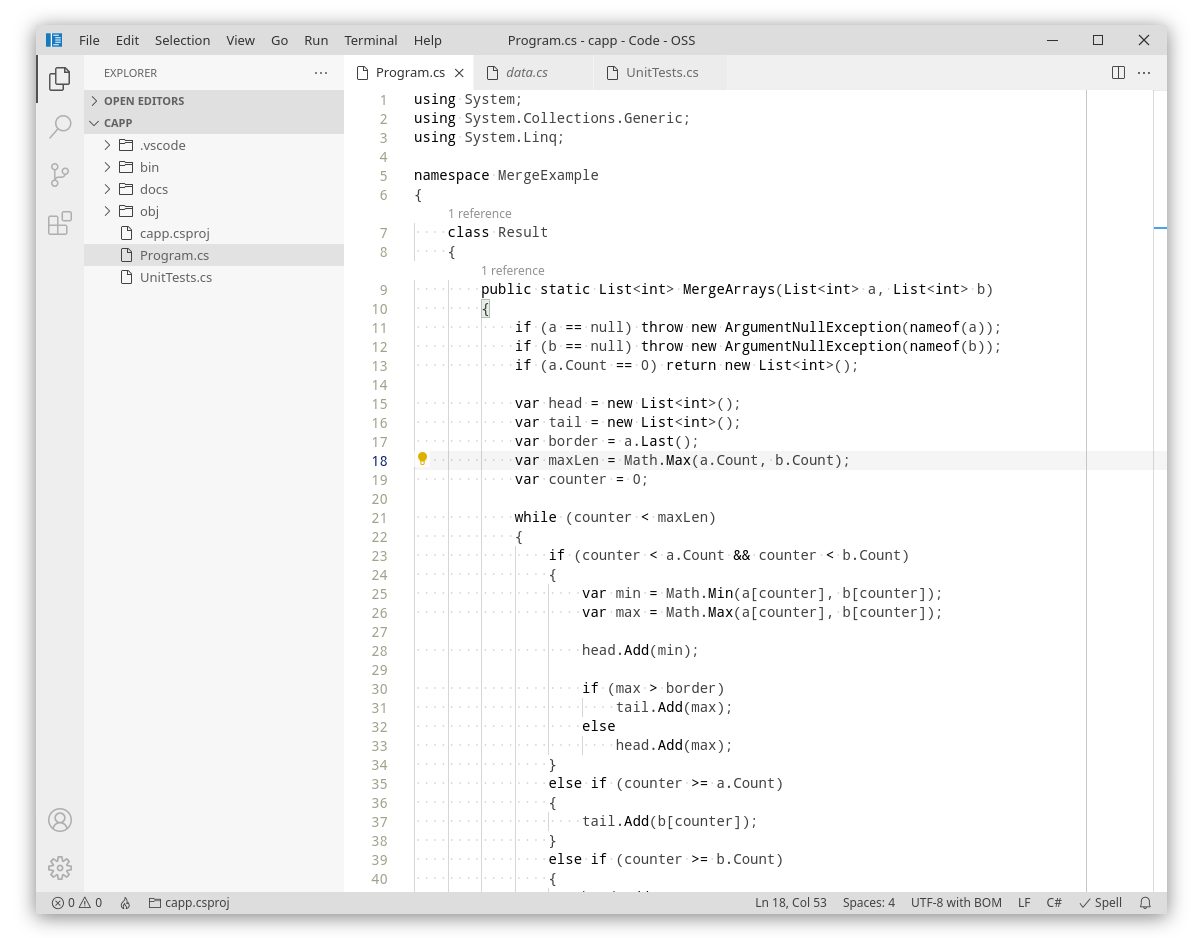 File Edit Selection View Go Run Terminal Help Program.cs - capp - Code - OSS
EXPLORER
OPEN EDITORS
CAPP
.vscode
bin
docs
obj
capp.csproj
Program.cs
UnitTests.cs
Program.cs data.cs UnitTests.cs
1 using System;
2 using System.Collections.Generic;
3 using System.Linq;
4
5 namespace MergeExample
6 {
1 reference
7 class Result
8 {
1 reference
9 public static List<int> MergeArrays(List<int> a, List<int> b)
10 {
11 if (a == null) throw new ArgumentNullException(nameof(a));
12 if (b == null) throw new ArgumentNullException(nameof(b));
13 if (a.Count == 0) return new List<int>();
14
15 var head = new List<int>();
16 var tail = new List<int>();
17 var border = a.Last();
18 var maxLen = Math.Max(a.Count, b.Count);
19 var counter = 0;
20
21 while (counter < maxLen)
22 {
23 if (counter < a.Count && counter < b.Count)
24 {
25 var min = Math.Min(a[counter], b[counter]);
26 var max = Math.Max(a[counter], b[counter]);
27
28 head.Add(min);
29
30 if (max > border)
31 tail.Add(max);
32 else
33 head.Add(max);
34 }
35 else if (counter >= a.Count)
36 {
37 tail.Add(b[counter]);
38 }
39 else if (counter >= b.Count)
40 {
0 0 capp.csproj Ln 18, Col 53 Spaces: 4 UTF-8 with BOM LF C# Spell